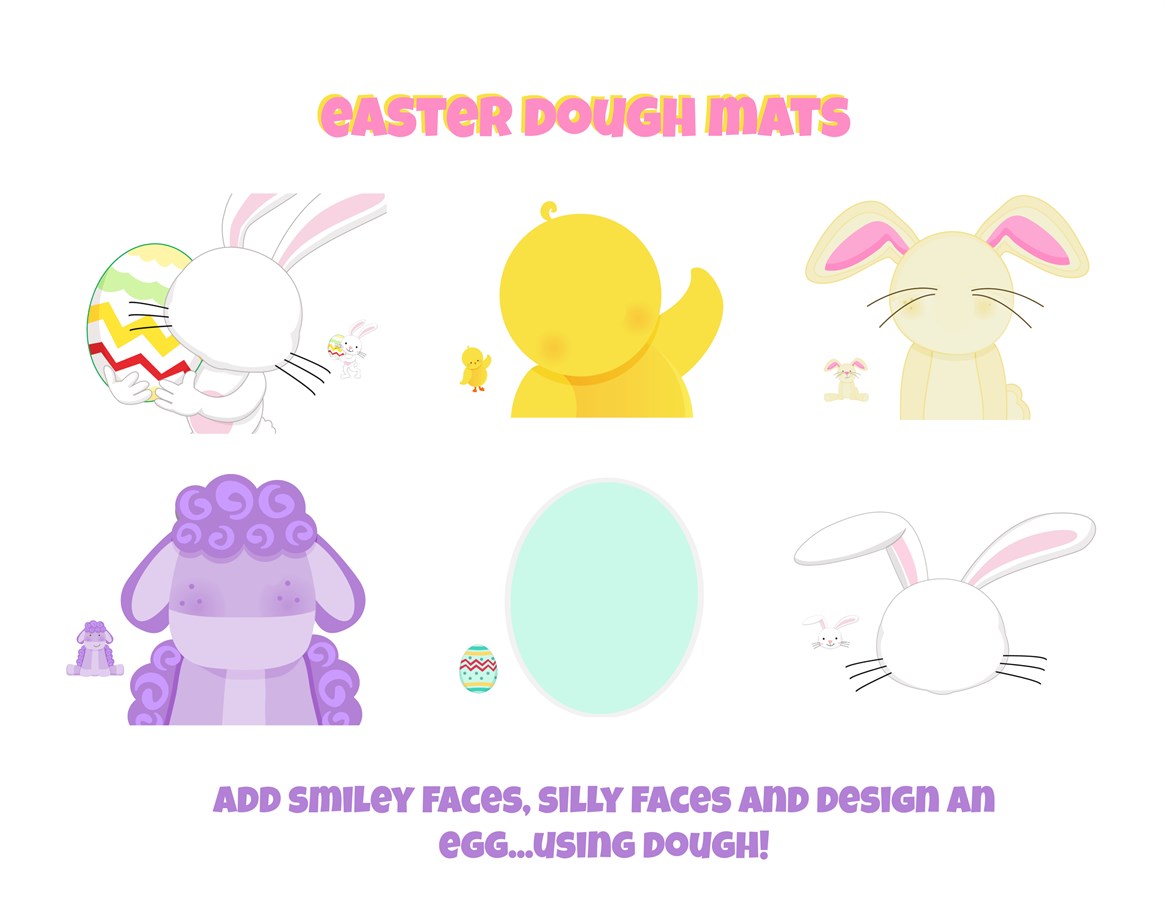 EASTER DOUGH MATS
ADD SMILEY FACES, SILLY FACES AND DESIGN AN
EGG...USING DOUGH!